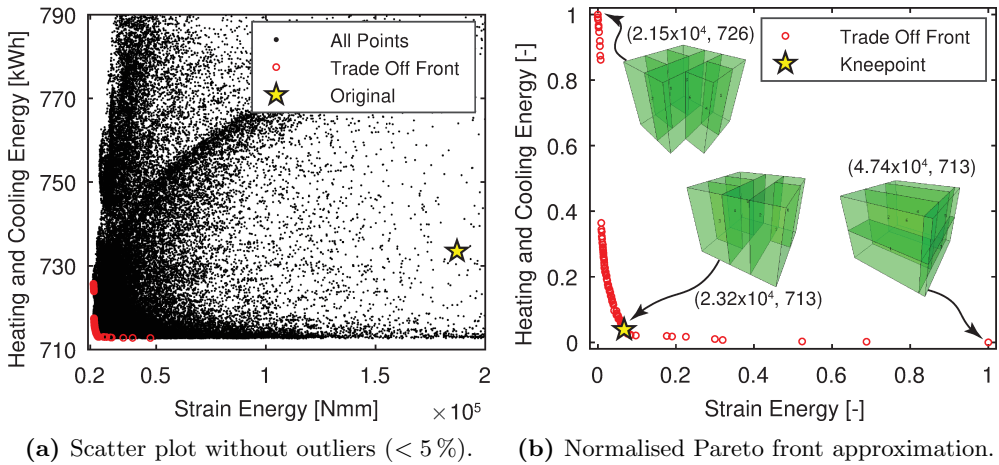 790
770
750
730
710
Heating and Cooling Energy [kWh]
All Points
Trade Off Front
Original
0.2
0.5
1
1.5
2
Strain Energy [Nmm]
×10⁵
(a) Scatter plot without outliers (< 5 %).
1
0.8
0.6
0.4
0.2
0
Heating and Cooling Energy [-]
(2.15x10⁴, 726)
Trade Off Front
Kneepoint
(4.74x10⁴, 713)
(2.32x10⁴, 713)
0
0.2
0.4
0.6
0.8
1
Strain Energy [-]
(b) Normalised Pareto front approximation.